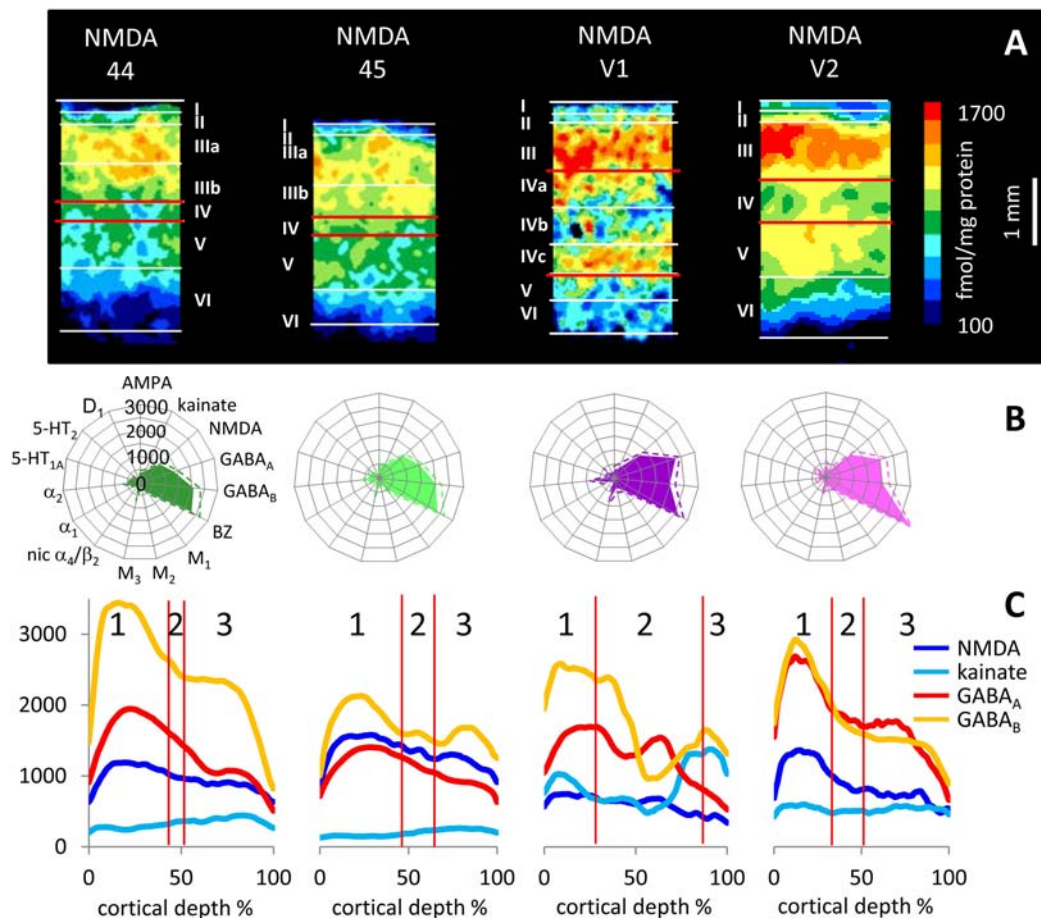 NMDA NMDA NMDA NMDA A
44 45 V1 V2
I I I I
II II II II
IIIa IIIa III III
IIIb IIIb IVa
IV IV IVb IV
V V IVc V
V
VI VI VI VI
1700
fmol/mg protein
100
1 mm
B
AMPA
3000
2000
1000
0
kainate
NMDA
GABAA
GABAB
BZ
M1
M2
M3
nic α4/β2
α1
α2
5-HT1A
5-HT2
D1
C
3000
2000
1000
0
1 2 3 1 2 3 1 2 3 1 2 3
NMDA
kainate
GABAA
GABAB
0 50 100 0 50 100 0 50 100 0 50 100
cortical depth % cortical depth % cortical depth % cortical depth %